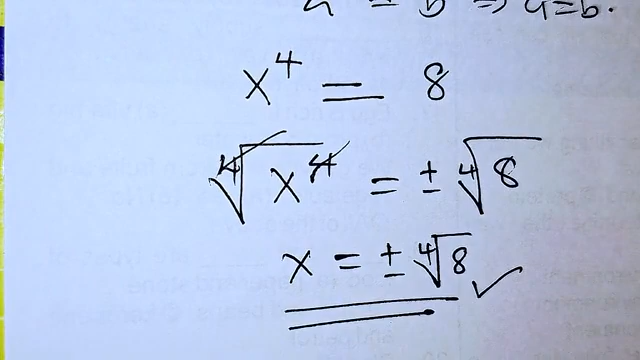 ⇒ a=b.
x⁴ = 8
⁴√x⁴ = ± ⁴√8
x = ± ⁴√8 ✓